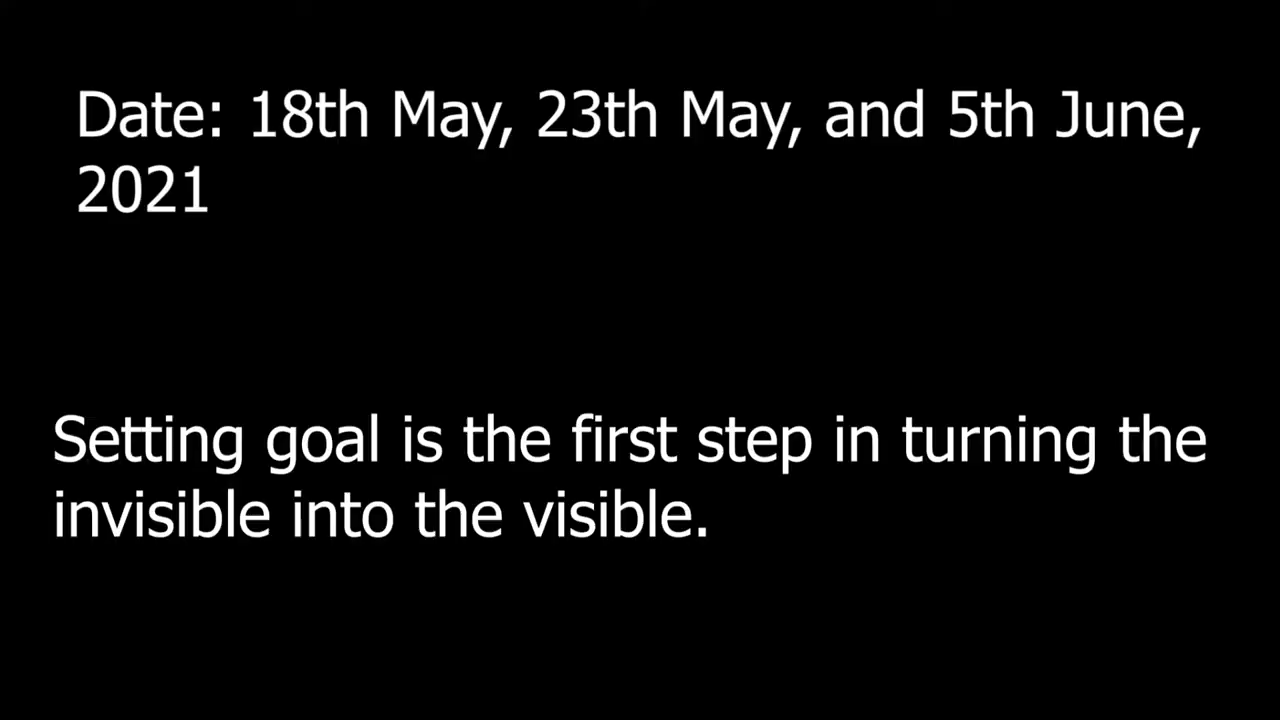 Date: 18th May, 23th May, and 5th June,
2021
Setting goal is the first step in turning the
invisible into the visible.